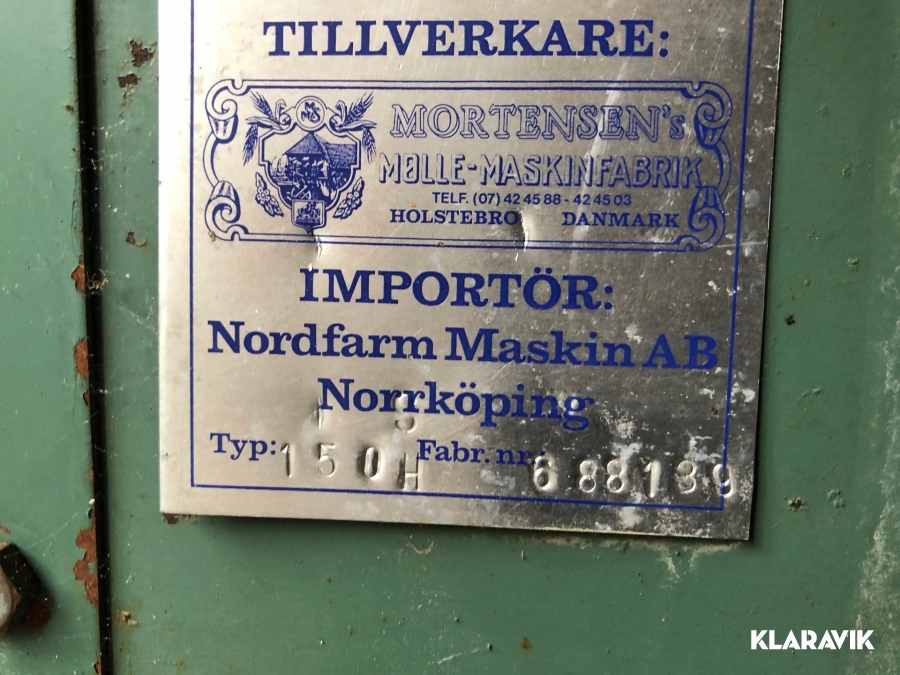 TILLVERKARE:
MMS
MORTENSEN's
MØLLE-MASKINFABRIK
TELF. (07) 42 45 88 - 42 45 03
HOLSTEBRO DANMARK
IMPORTÖR:
Nordfarm Maskin AB
Norrköping
Typ: 150H Fabr. nr.: 688139
KLARAVIK